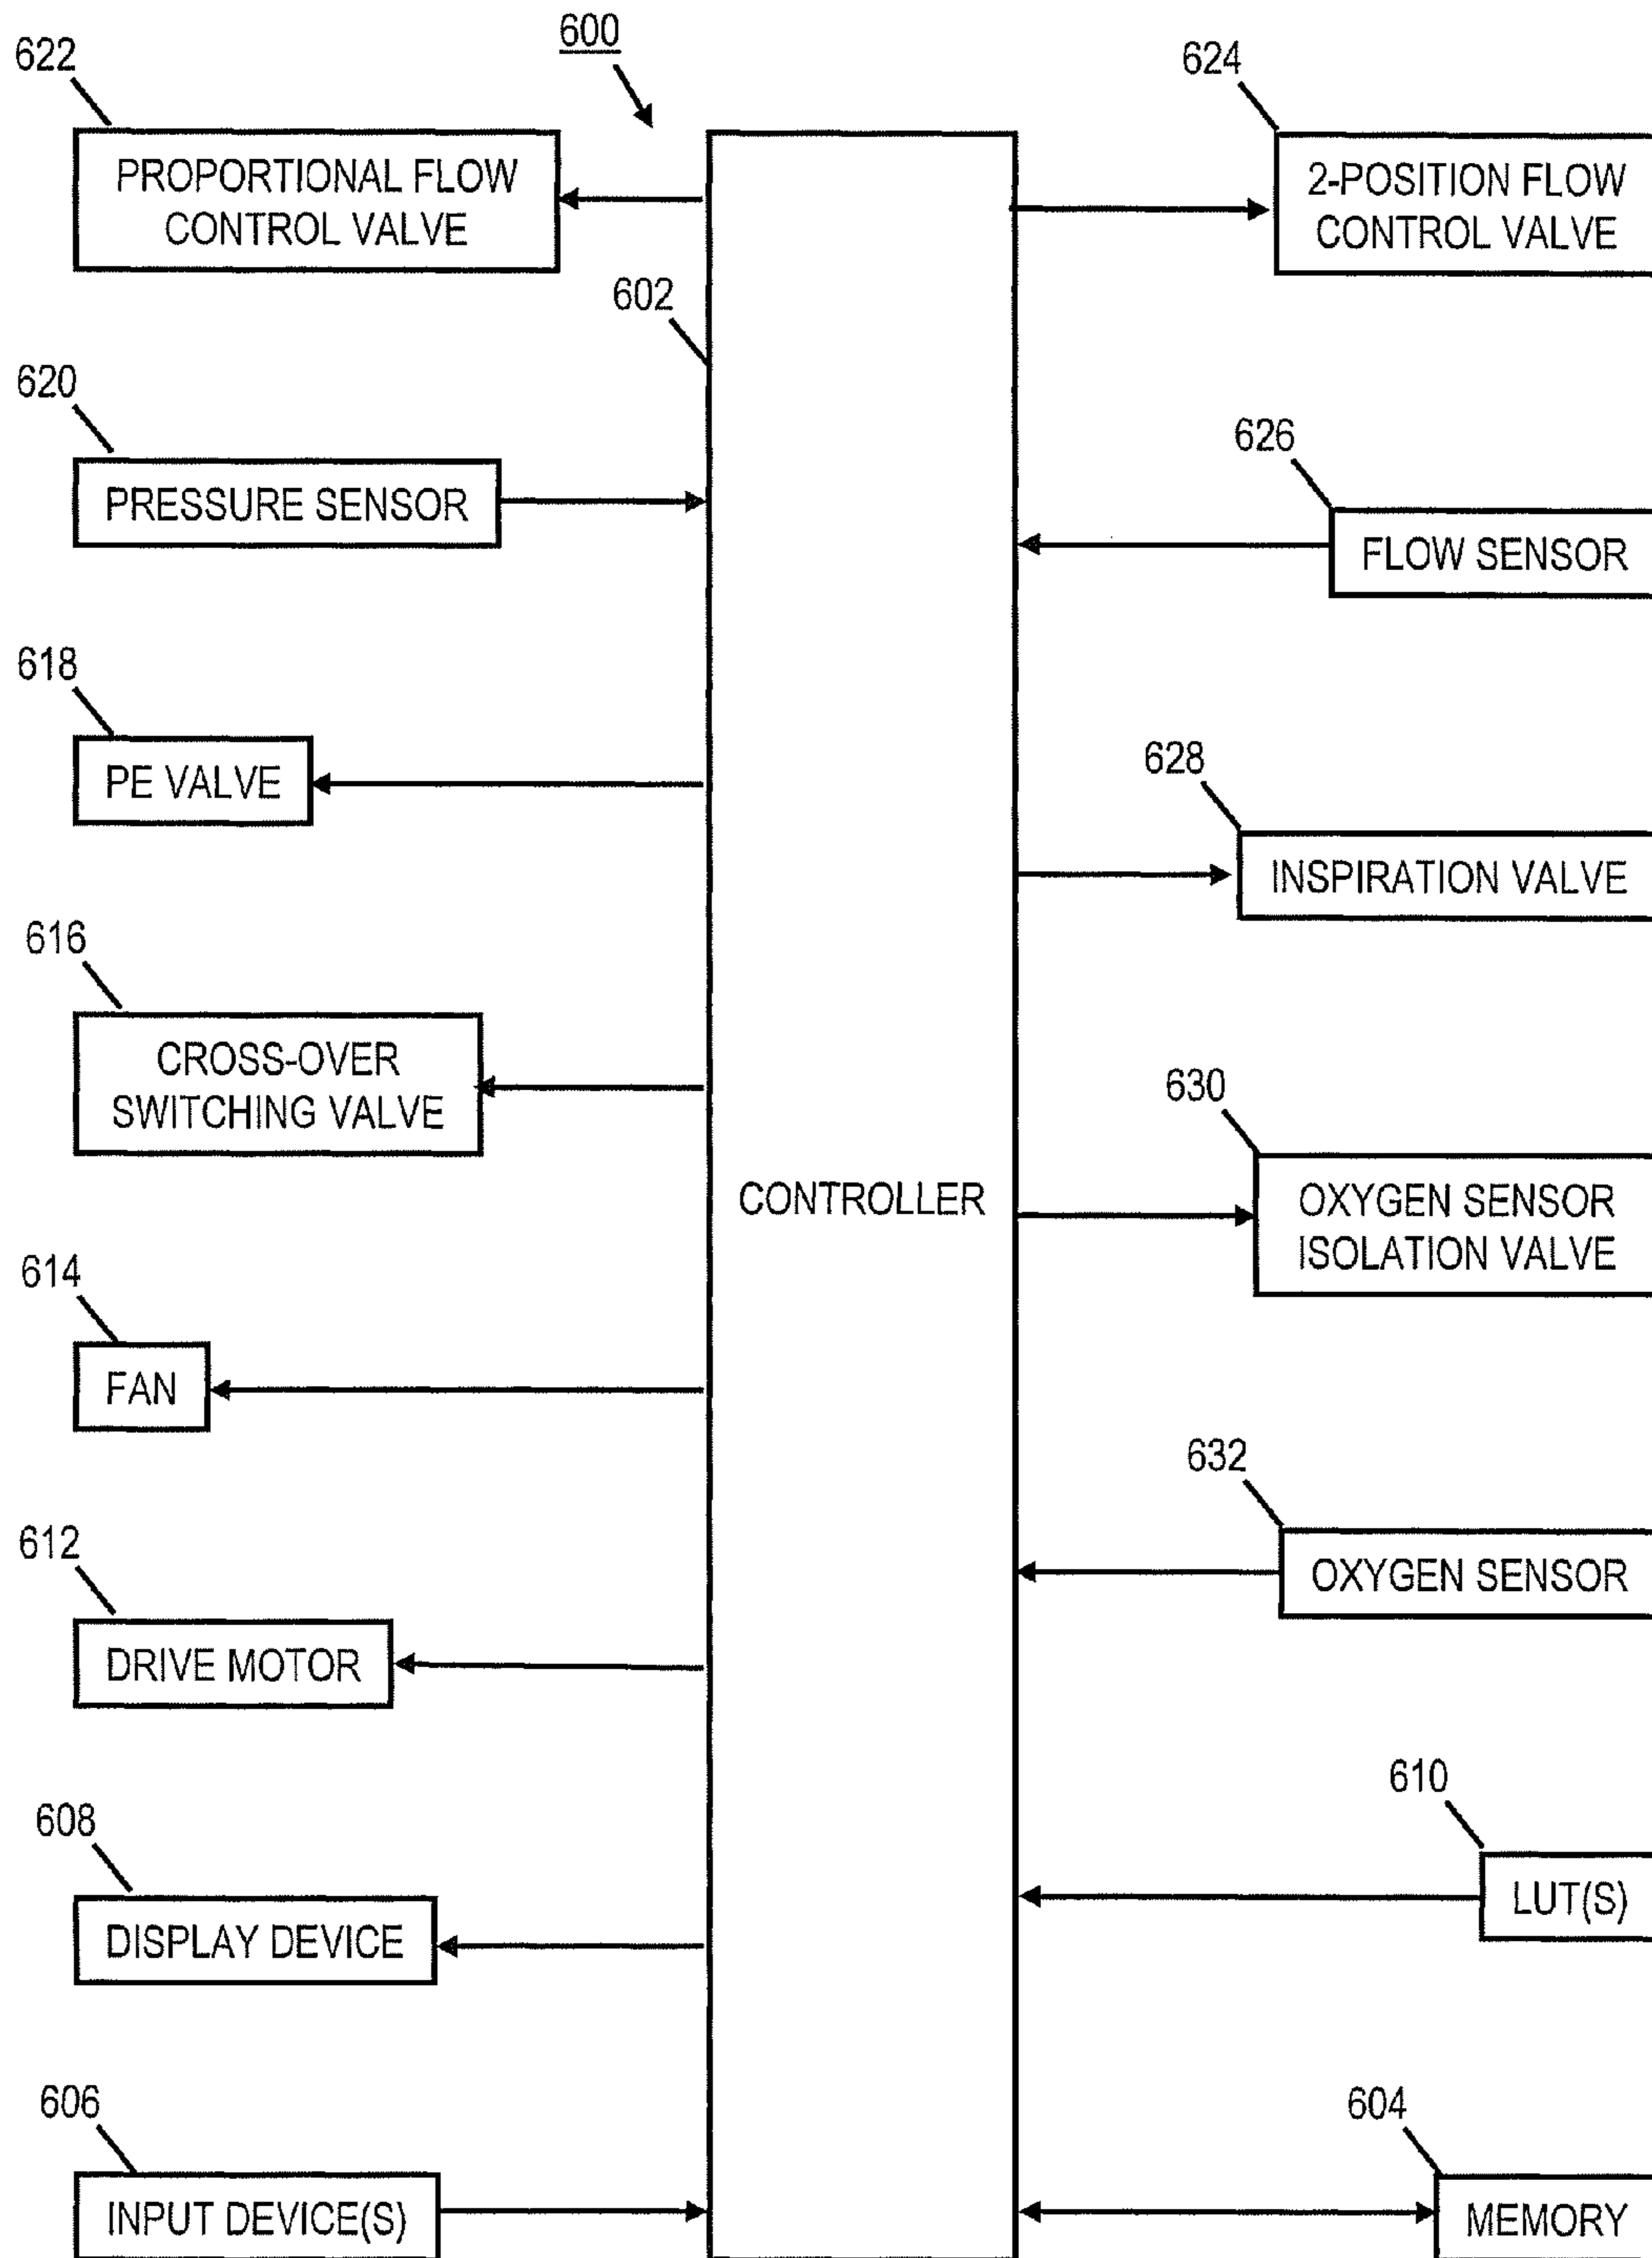 600
622
PROPORTIONAL FLOW
CONTROL VALVE
624
2-POSITION FLOW
CONTROL VALVE
602
620
PRESSURE SENSOR
626
FLOW SENSOR
618
PE VALVE
628
INSPIRATION VALVE
616
CROSS-OVER
SWITCHING VALVE
630
OXYGEN SENSOR
ISOLATION VALVE
CONTROLLER
614
FAN
632
OXYGEN SENSOR
612
DRIVE MOTOR
610
LUT(S)
608
DISPLAY DEVICE
606
INPUT DEVICE(S)
604
MEMORY